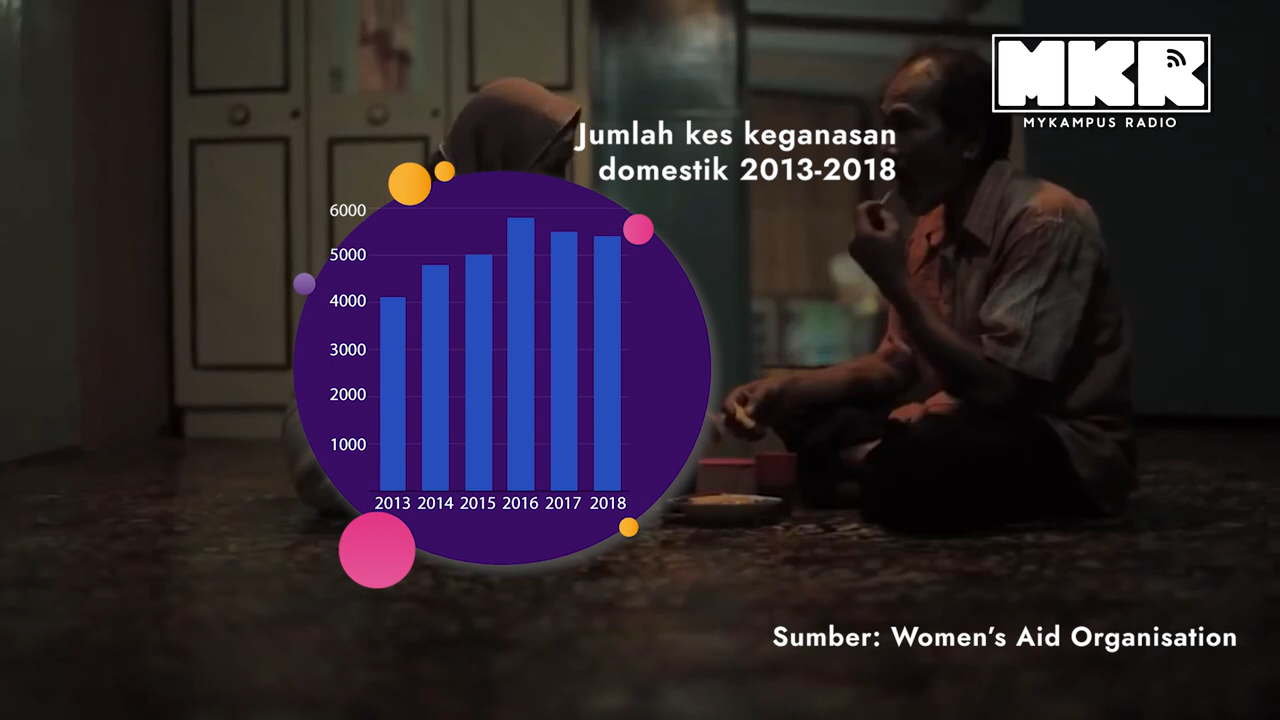 MKR
MYKAMPUS RADIO
Jumlah kes keganasan
domestik 2013-2018
6000
5000
4000
3000
2000
1000
2013 2014 2015 2016 2017 2018
Sumber: Women's Aid Organisation